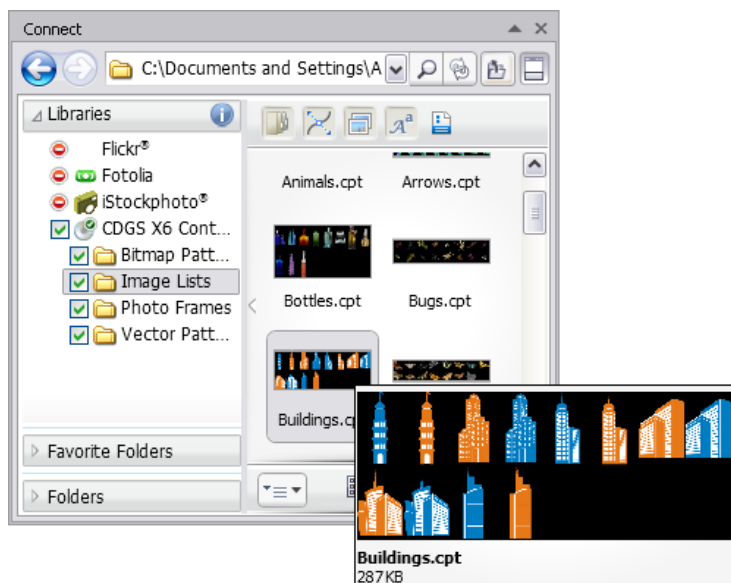 Connect
C:\Documents and Settings\A
Libraries
Flickr®
Fotolia
iStockphoto®
CDGS X6 Cont...
Bitmap Patt...
Image Lists
Photo Frames
Vector Patt...
Favorite Folders
Folders
Animals.cpt
Arrows.cpt
Bottles.cpt
Bugs.cpt
Buildings.cp
Buildings.cpt
287 KB